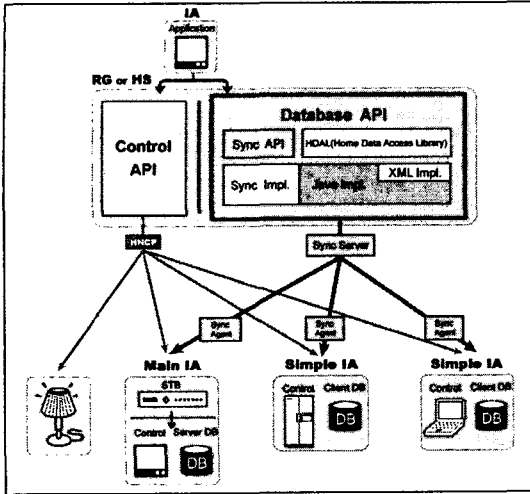 IA
Application
RG or HS
Database API
Control
API
Sync API
HDAL(Home Data Access Library)
Sync Impl.
Java Impl.
XML Impl.
HNCP
Sync Server
Sync
Agent
Sync
Agent
Sync
Agent
Main IA
Simple IA
Simple IA
STB
Control
Client DB
Control
Client DB
DB
DB
Control
Server DB
DB